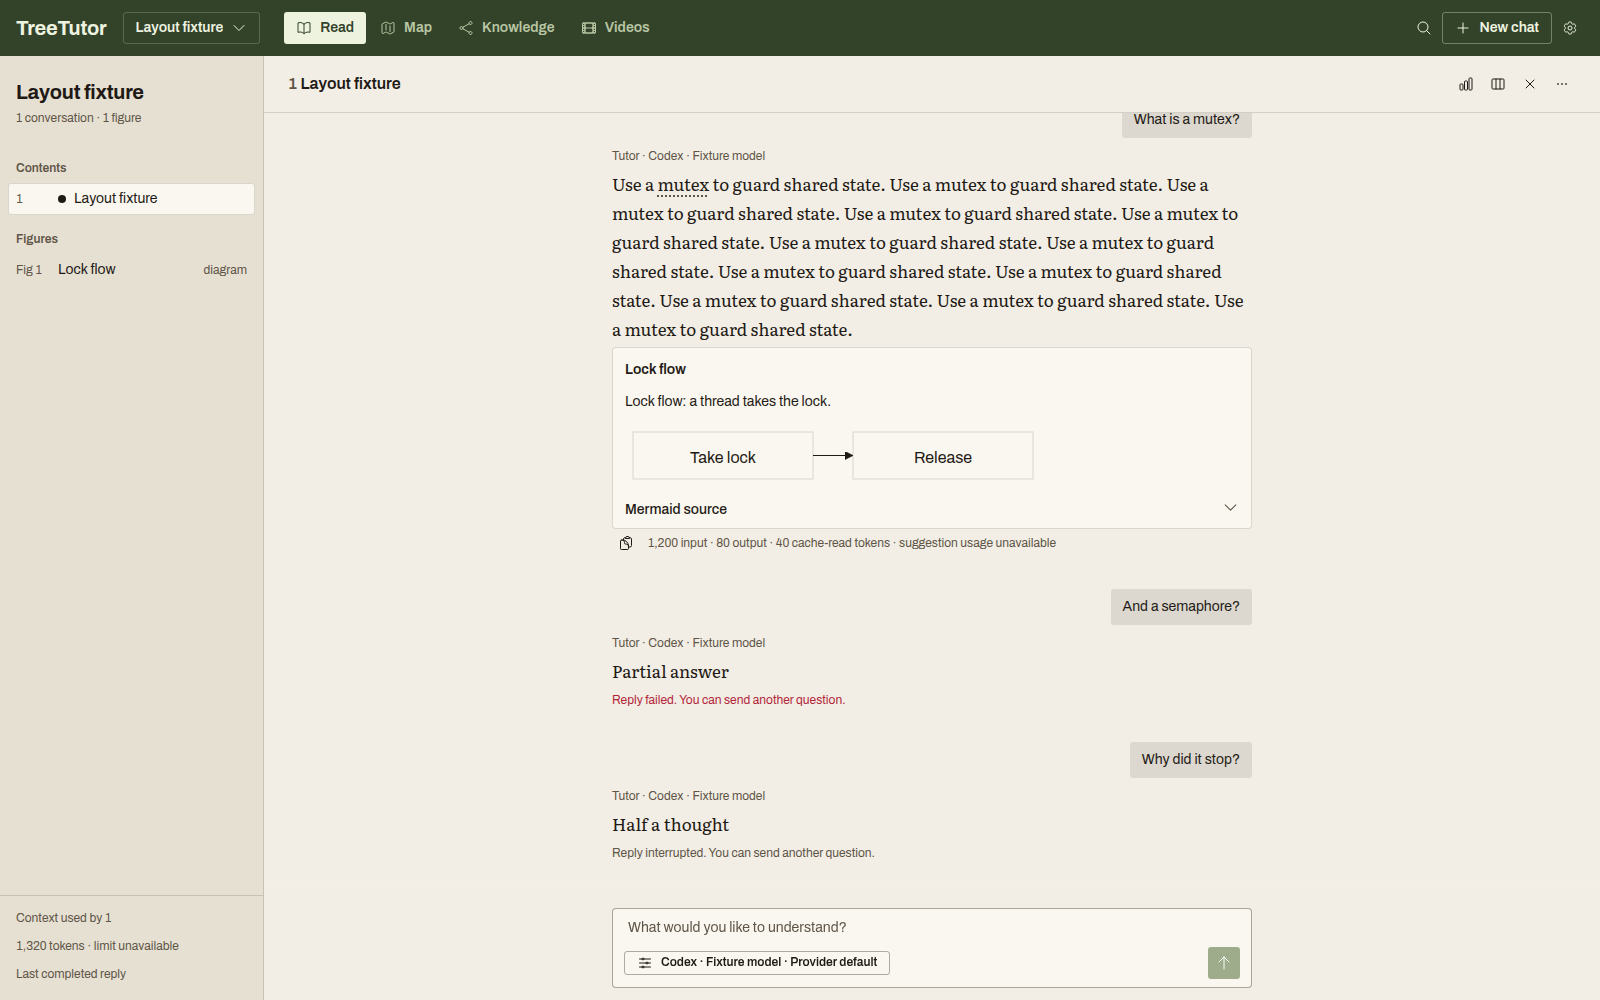 TreeTutor
Layout fixture
Read
Map
Knowledge
Videos
New chat
Layout fixture
1 conversation · 1 figure
Contents
1 Layout fixture
Figures
Fig 1 Lock flow diagram
Context used by 1
1,320 tokens · limit unavailable
Last completed reply
1 Layout fixture
What is a mutex?
Tutor · Codex · Fixture model
Use a mutex to guard shared state. Use a mutex to guard shared state. Use a
mutex to guard shared state. Use a mutex to guard shared state. Use a mutex to
guard shared state. Use a mutex to guard shared state. Use a mutex to guard
shared state. Use a mutex to guard shared state. Use a mutex to guard shared
state. Use a mutex to guard shared state. Use a mutex to guard shared state. Use
a mutex to guard shared state.
Lock flow
Lock flow: a thread takes the lock.
Take lock
Release
Mermaid source
1,200 input · 80 output · 40 cache-read tokens · suggestion usage unavailable
And a semaphore?
Tutor · Codex · Fixture model
Partial answer
Reply failed. You can send another question.
Why did it stop?
Tutor · Codex · Fixture model
Half a thought
Reply interrupted. You can send another question.
What would you like to understand?
Codex · Fixture model · Provider default